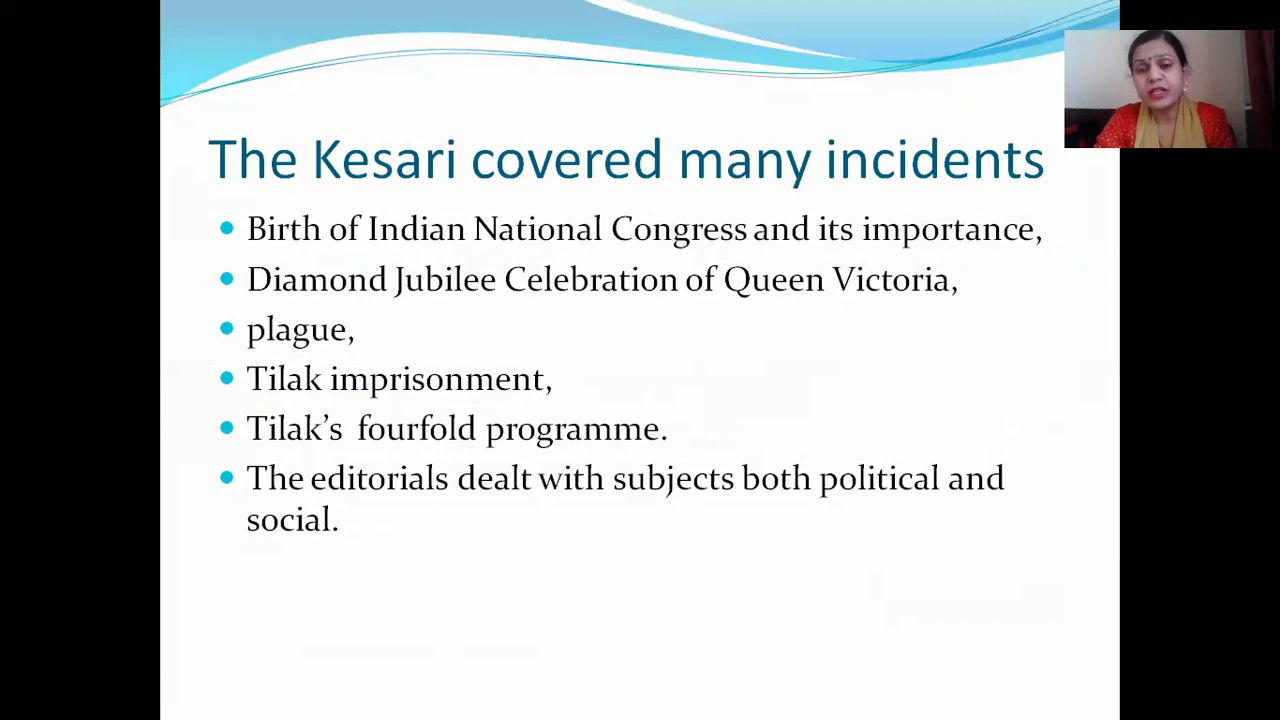 The Kesari covered many incidents
Birth of Indian National Congress and its importance,
Diamond Jubilee Celebration of Queen Victoria,
plague,
Tilak imprisonment,
Tilak’s fourfold programme.
The editorials dealt with subjects both political and
social.